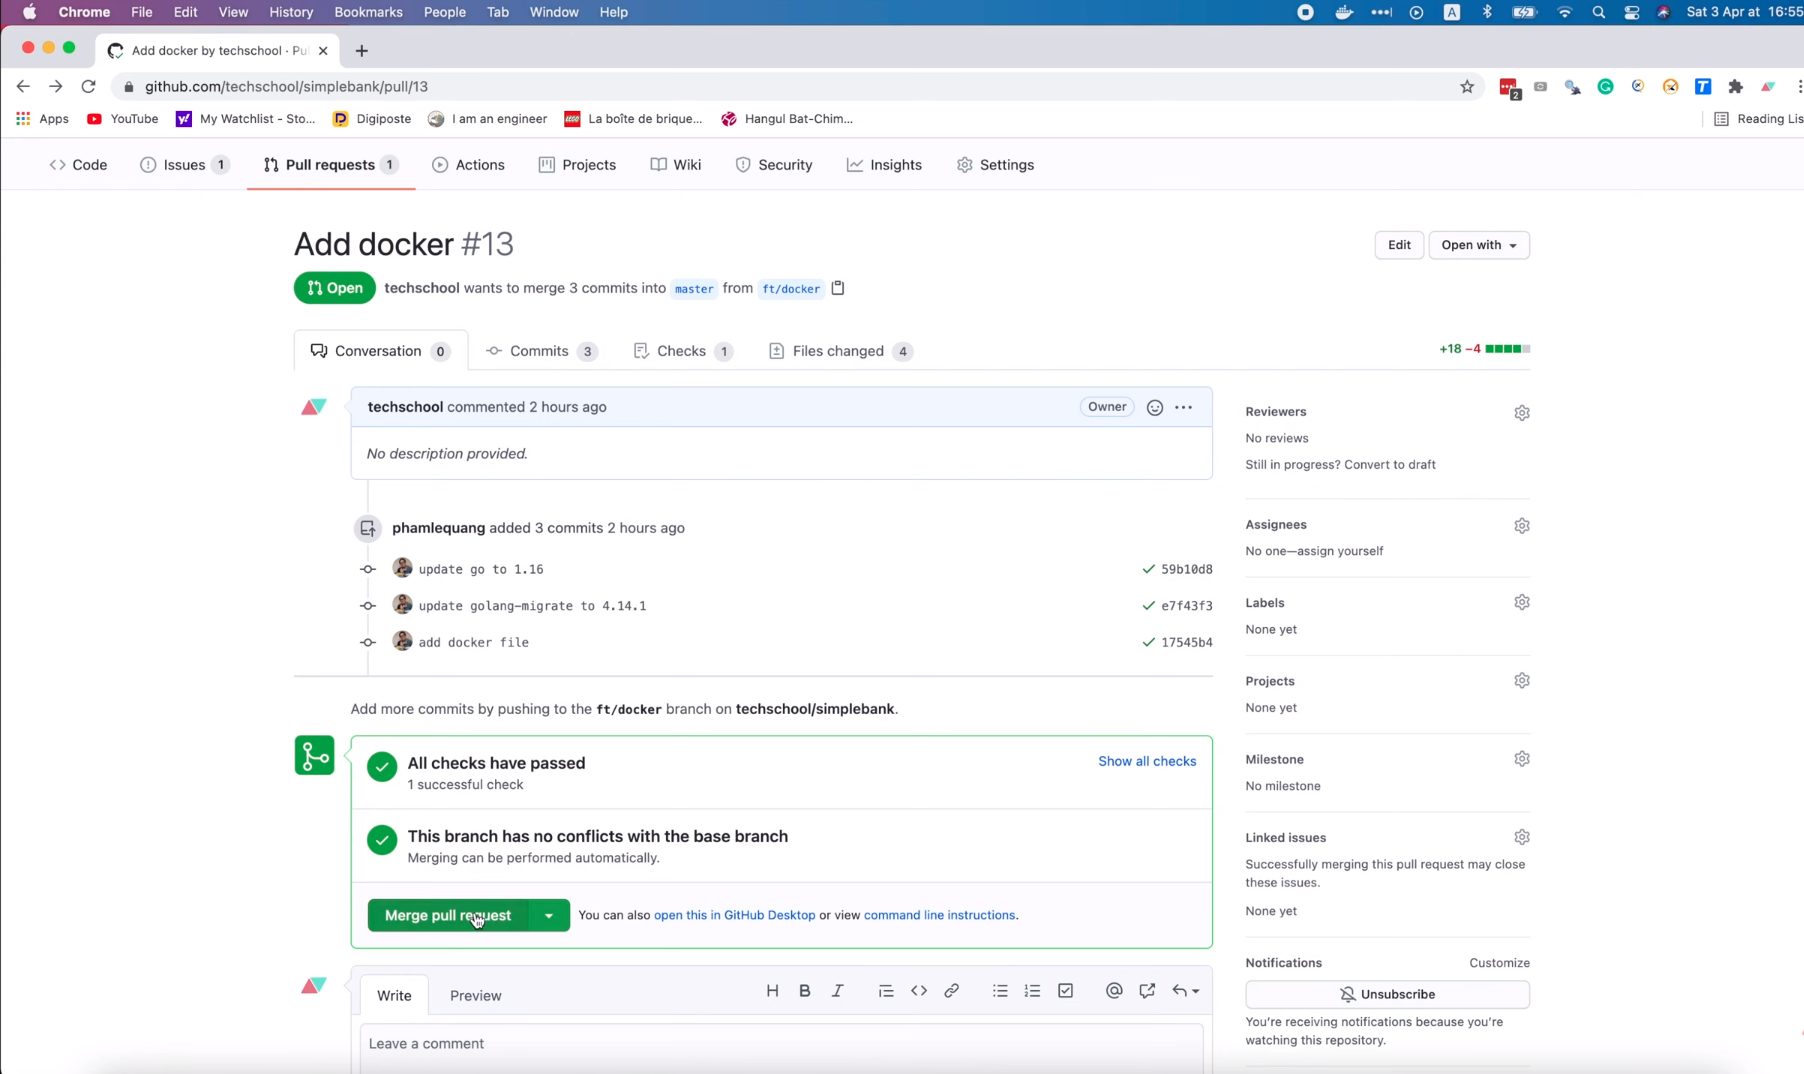 Chrome File Edit View History Bookmarks People Tab Window Help Sat 3 Apr at 16:55
Add docker by techschool · Pu
github.com/techschool/simplebank/pull/13
Apps YouTube My Watchlist - Sto... Digiposte I am an engineer La boîte de brique... Hangul Bat-Chim... Reading Lis
Code Issues 1 Pull requests 1 Actions Projects Wiki Security Insights Settings
Add docker #13
Edit Open with
Open techschool wants to merge 3 commits into master from ft/docker
Conversation 0 Commits 3 Checks 1 Files changed 4 +18 −4
techschool commented 2 hours ago Owner
No description provided.
phamlequang added 3 commits 2 hours ago
update go to 1.16 59b10d8
update golang-migrate to 4.14.1 e7f43f3
add docker file 17545b4
Add more commits by pushing to the ft/docker branch on techschool/simplebank.
All checks have passed Show all checks
1 successful check
This branch has no conflicts with the base branch
Merging can be performed automatically.
Merge pull request You can also open this in GitHub Desktop or view command line instructions.
Write Preview
Leave a comment
Reviewers
No reviews
Still in progress? Convert to draft
Assignees
No one—assign yourself
Labels
None yet
Projects
None yet
Milestone
No milestone
Linked issues
Successfully merging this pull request may close
these issues.
None yet
Notifications Customize
Unsubscribe
You're receiving notifications because you're
watching this repository.